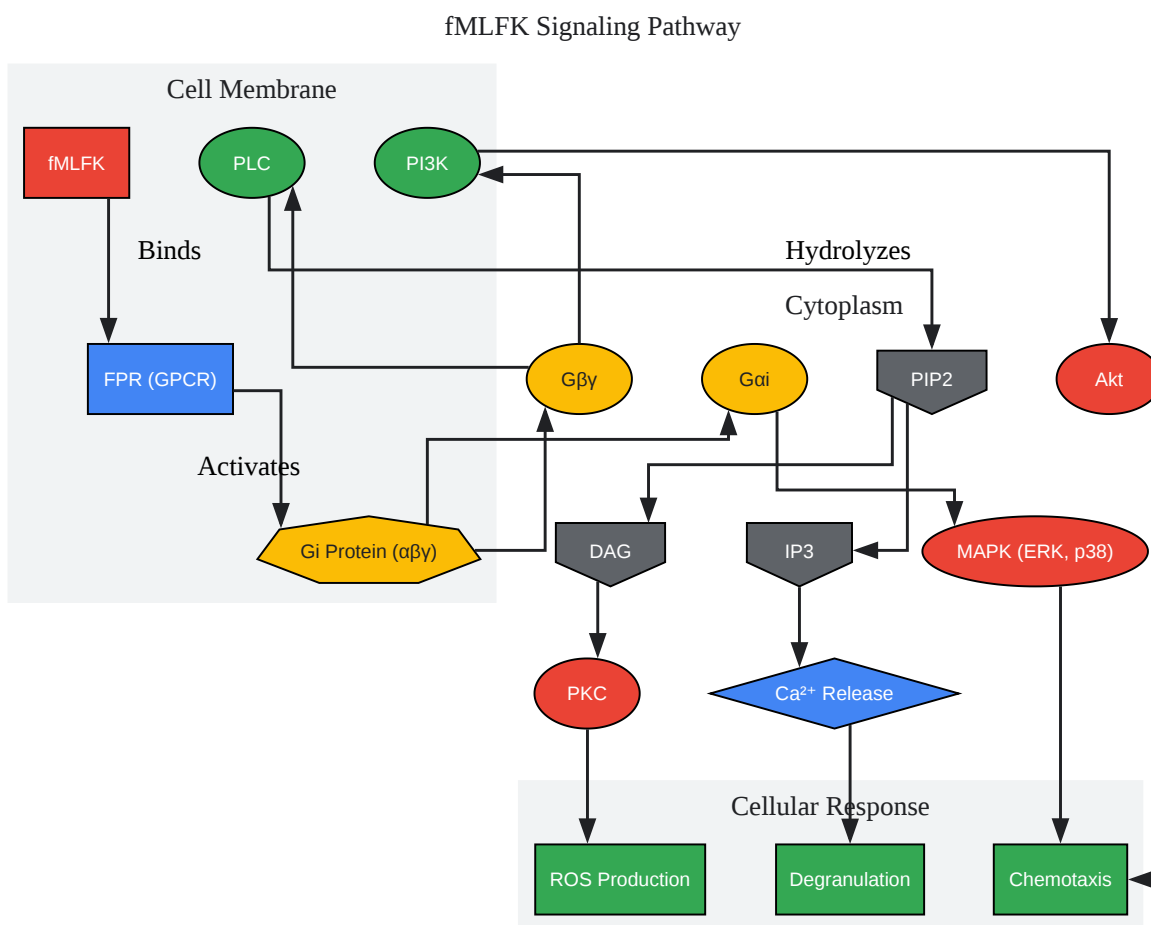 fMLFK Signaling Pathway
Cell Membrane
fMLFK
PLC
PI3K
Binds
Hydrolyzes
Cytoplasm
FPR (GPCR)
Gβγ
Gαi
PIP2
Akt
Activates
Gi Protein (αβγ)
DAG
IP3
MAPK (ERK, p38)
PKC
Ca²⁺ Release
Cellular Response
ROS Production
Degranulation
Chemotaxis